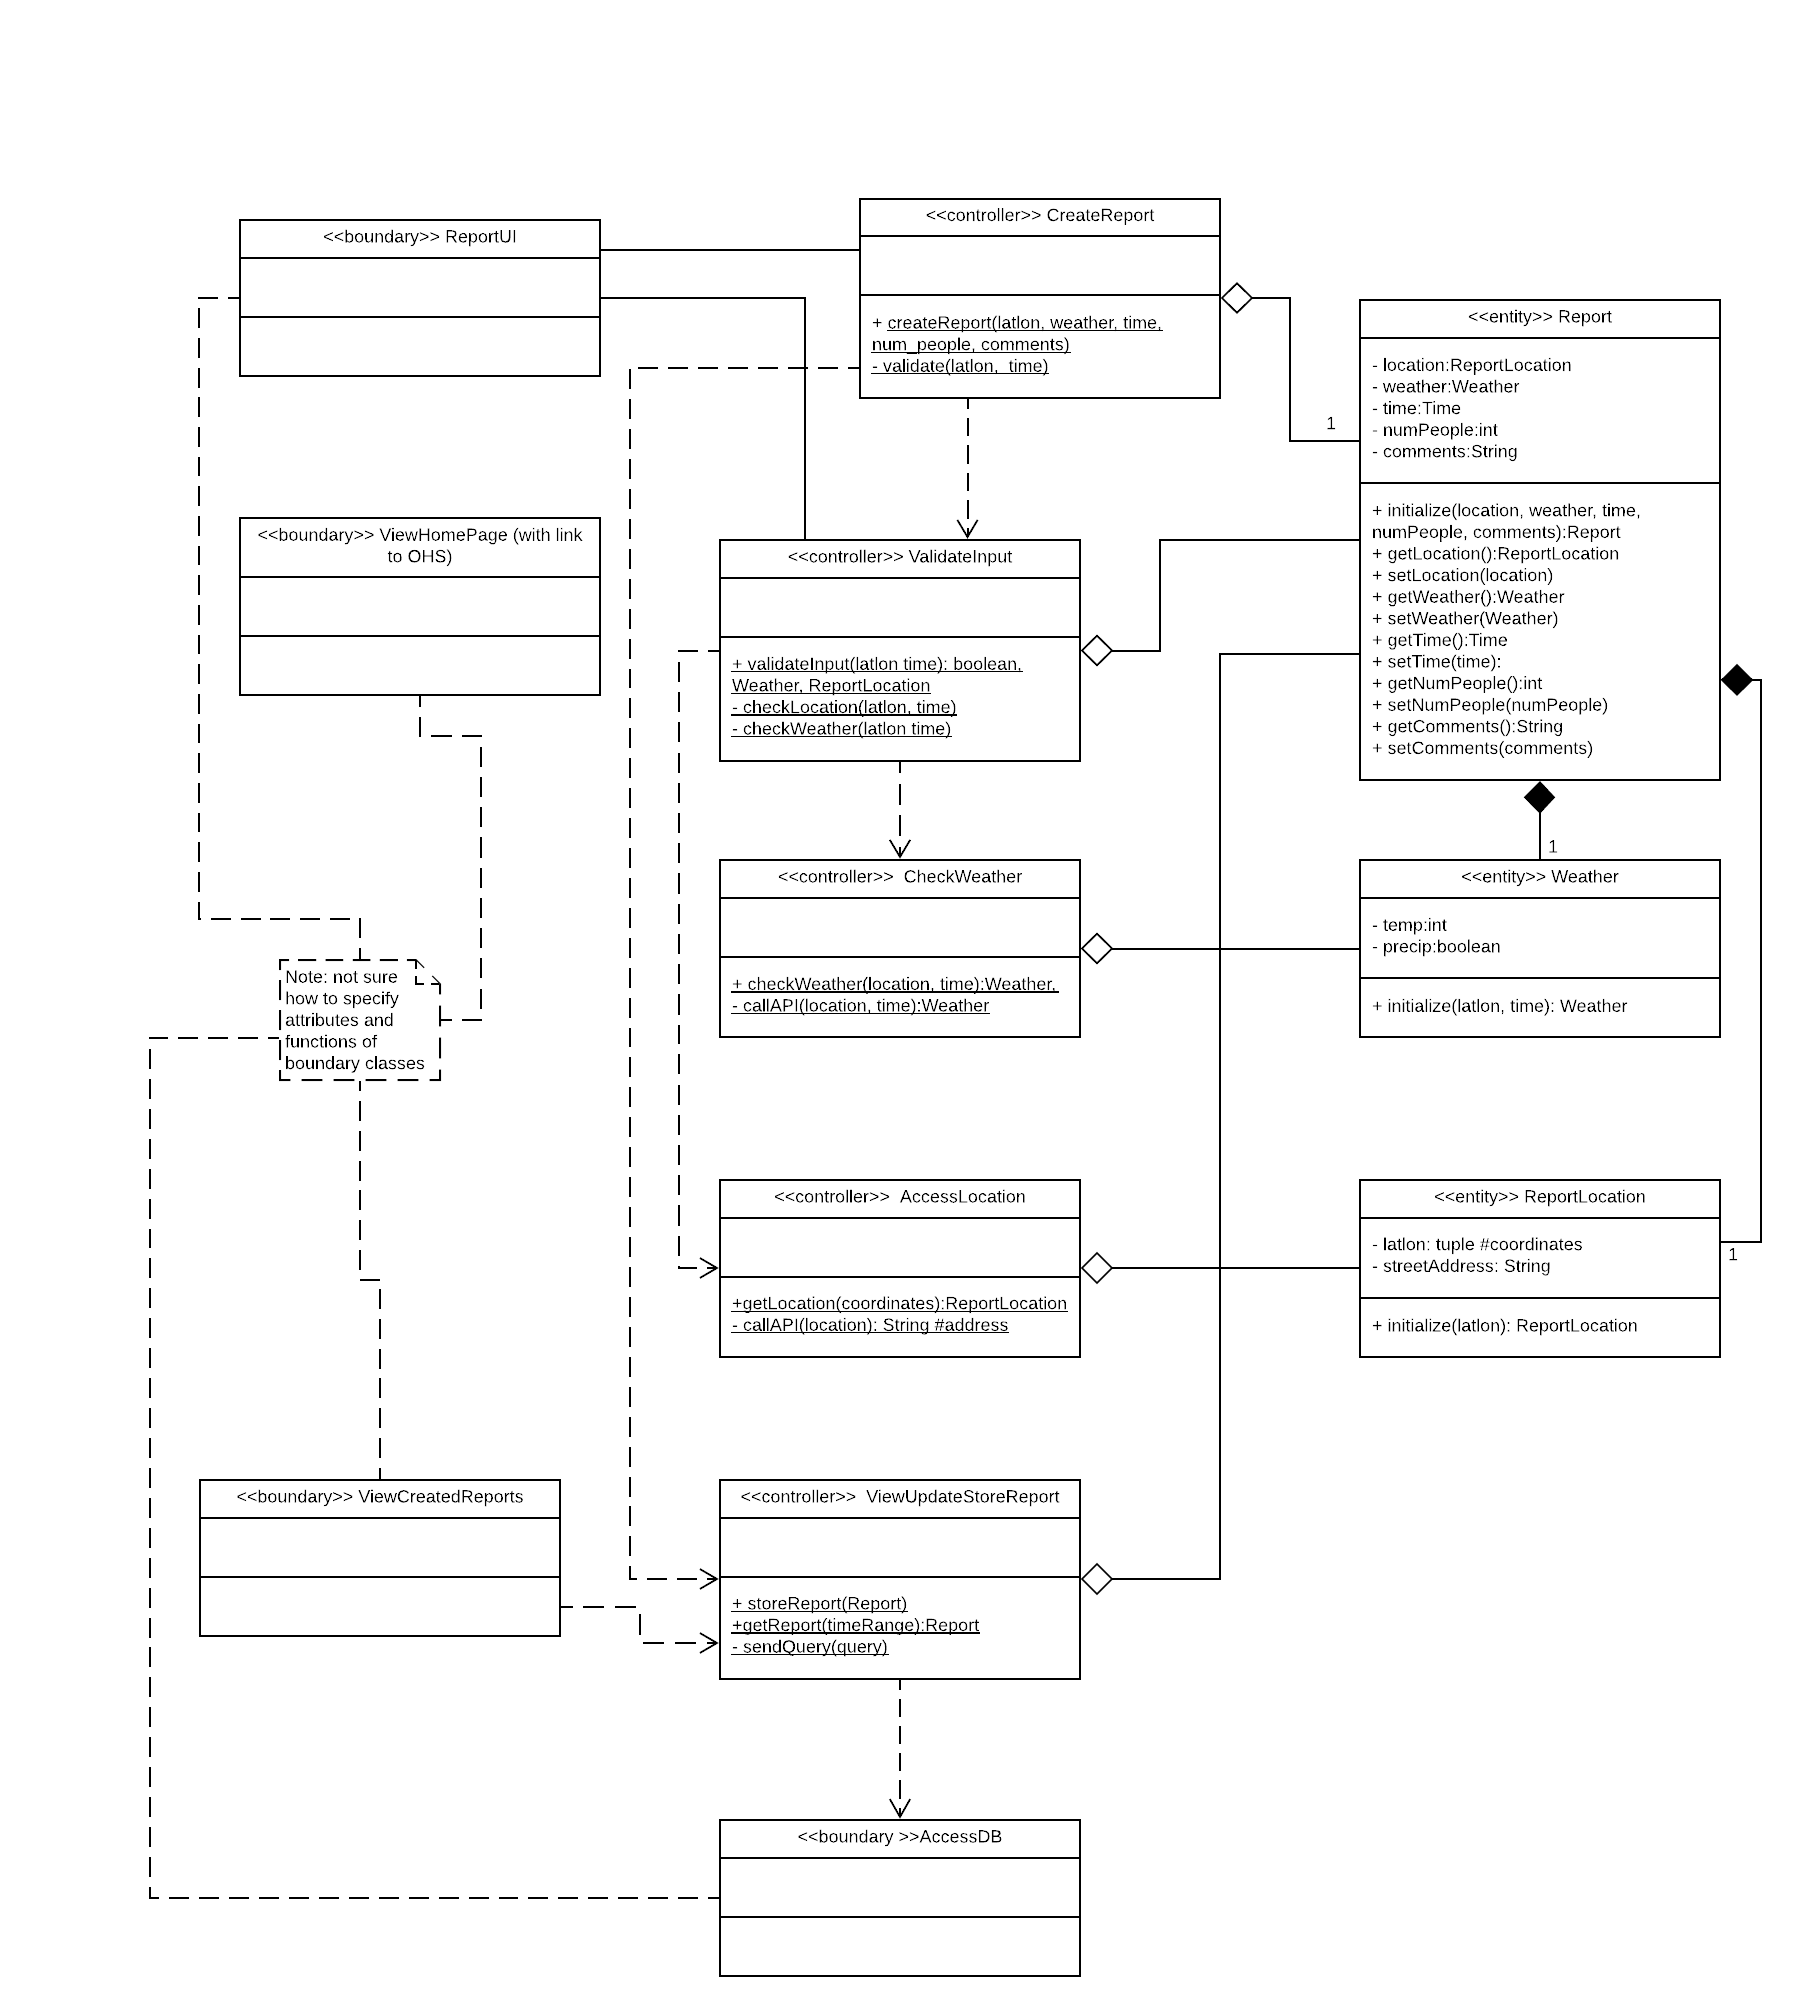 <<controller>> CreateReport
+ createReport(latlon, weather, time,
num_people, comments)
- validate(latlon,  time)
<<boundary>> ReportUI
<<entity>> Report
- location:ReportLocation
- weather:Weather
- time:Time
- numPeople:int
- comments:String
+ initialize(location, weather, time,
numPeople, comments):Report
+ getLocation():ReportLocation
+ setLocation(location)
+ getWeather():Weather
+ setWeather(Weather)
+ getTime():Time
+ setTime(time):
+ getNumPeople():int
+ setNumPeople(numPeople)
+ getComments():String
+ setComments(comments)
1
<<boundary>> ViewHomePage (with link
to OHS)
<<controller>> ValidateInput
+ validateInput(latlon time): boolean,
Weather, ReportLocation
- checkLocation(latlon, time)
- checkWeather(latlon time)
1
<<controller>>  CheckWeather
+ checkWeather(location, time):Weather,
- callAPI(location, time):Weather
<<entity>> Weather
- temp:int
- precip:boolean
+ initialize(latlon, time): Weather
Note: not sure
how to specify
attributes and
functions of
boundary classes
<<controller>>  AccessLocation
+getLocation(coordinates):ReportLocation
- callAPI(location): String #address
<<entity>> ReportLocation
- latlon: tuple #coordinates
- streetAddress: String
+ initialize(latlon): ReportLocation
1
<<boundary>> ViewCreatedReports
<<controller>>  ViewUpdateStoreReport
+ storeReport(Report)
+getReport(timeRange):Report
- sendQuery(query)
<<boundary >>AccessDB